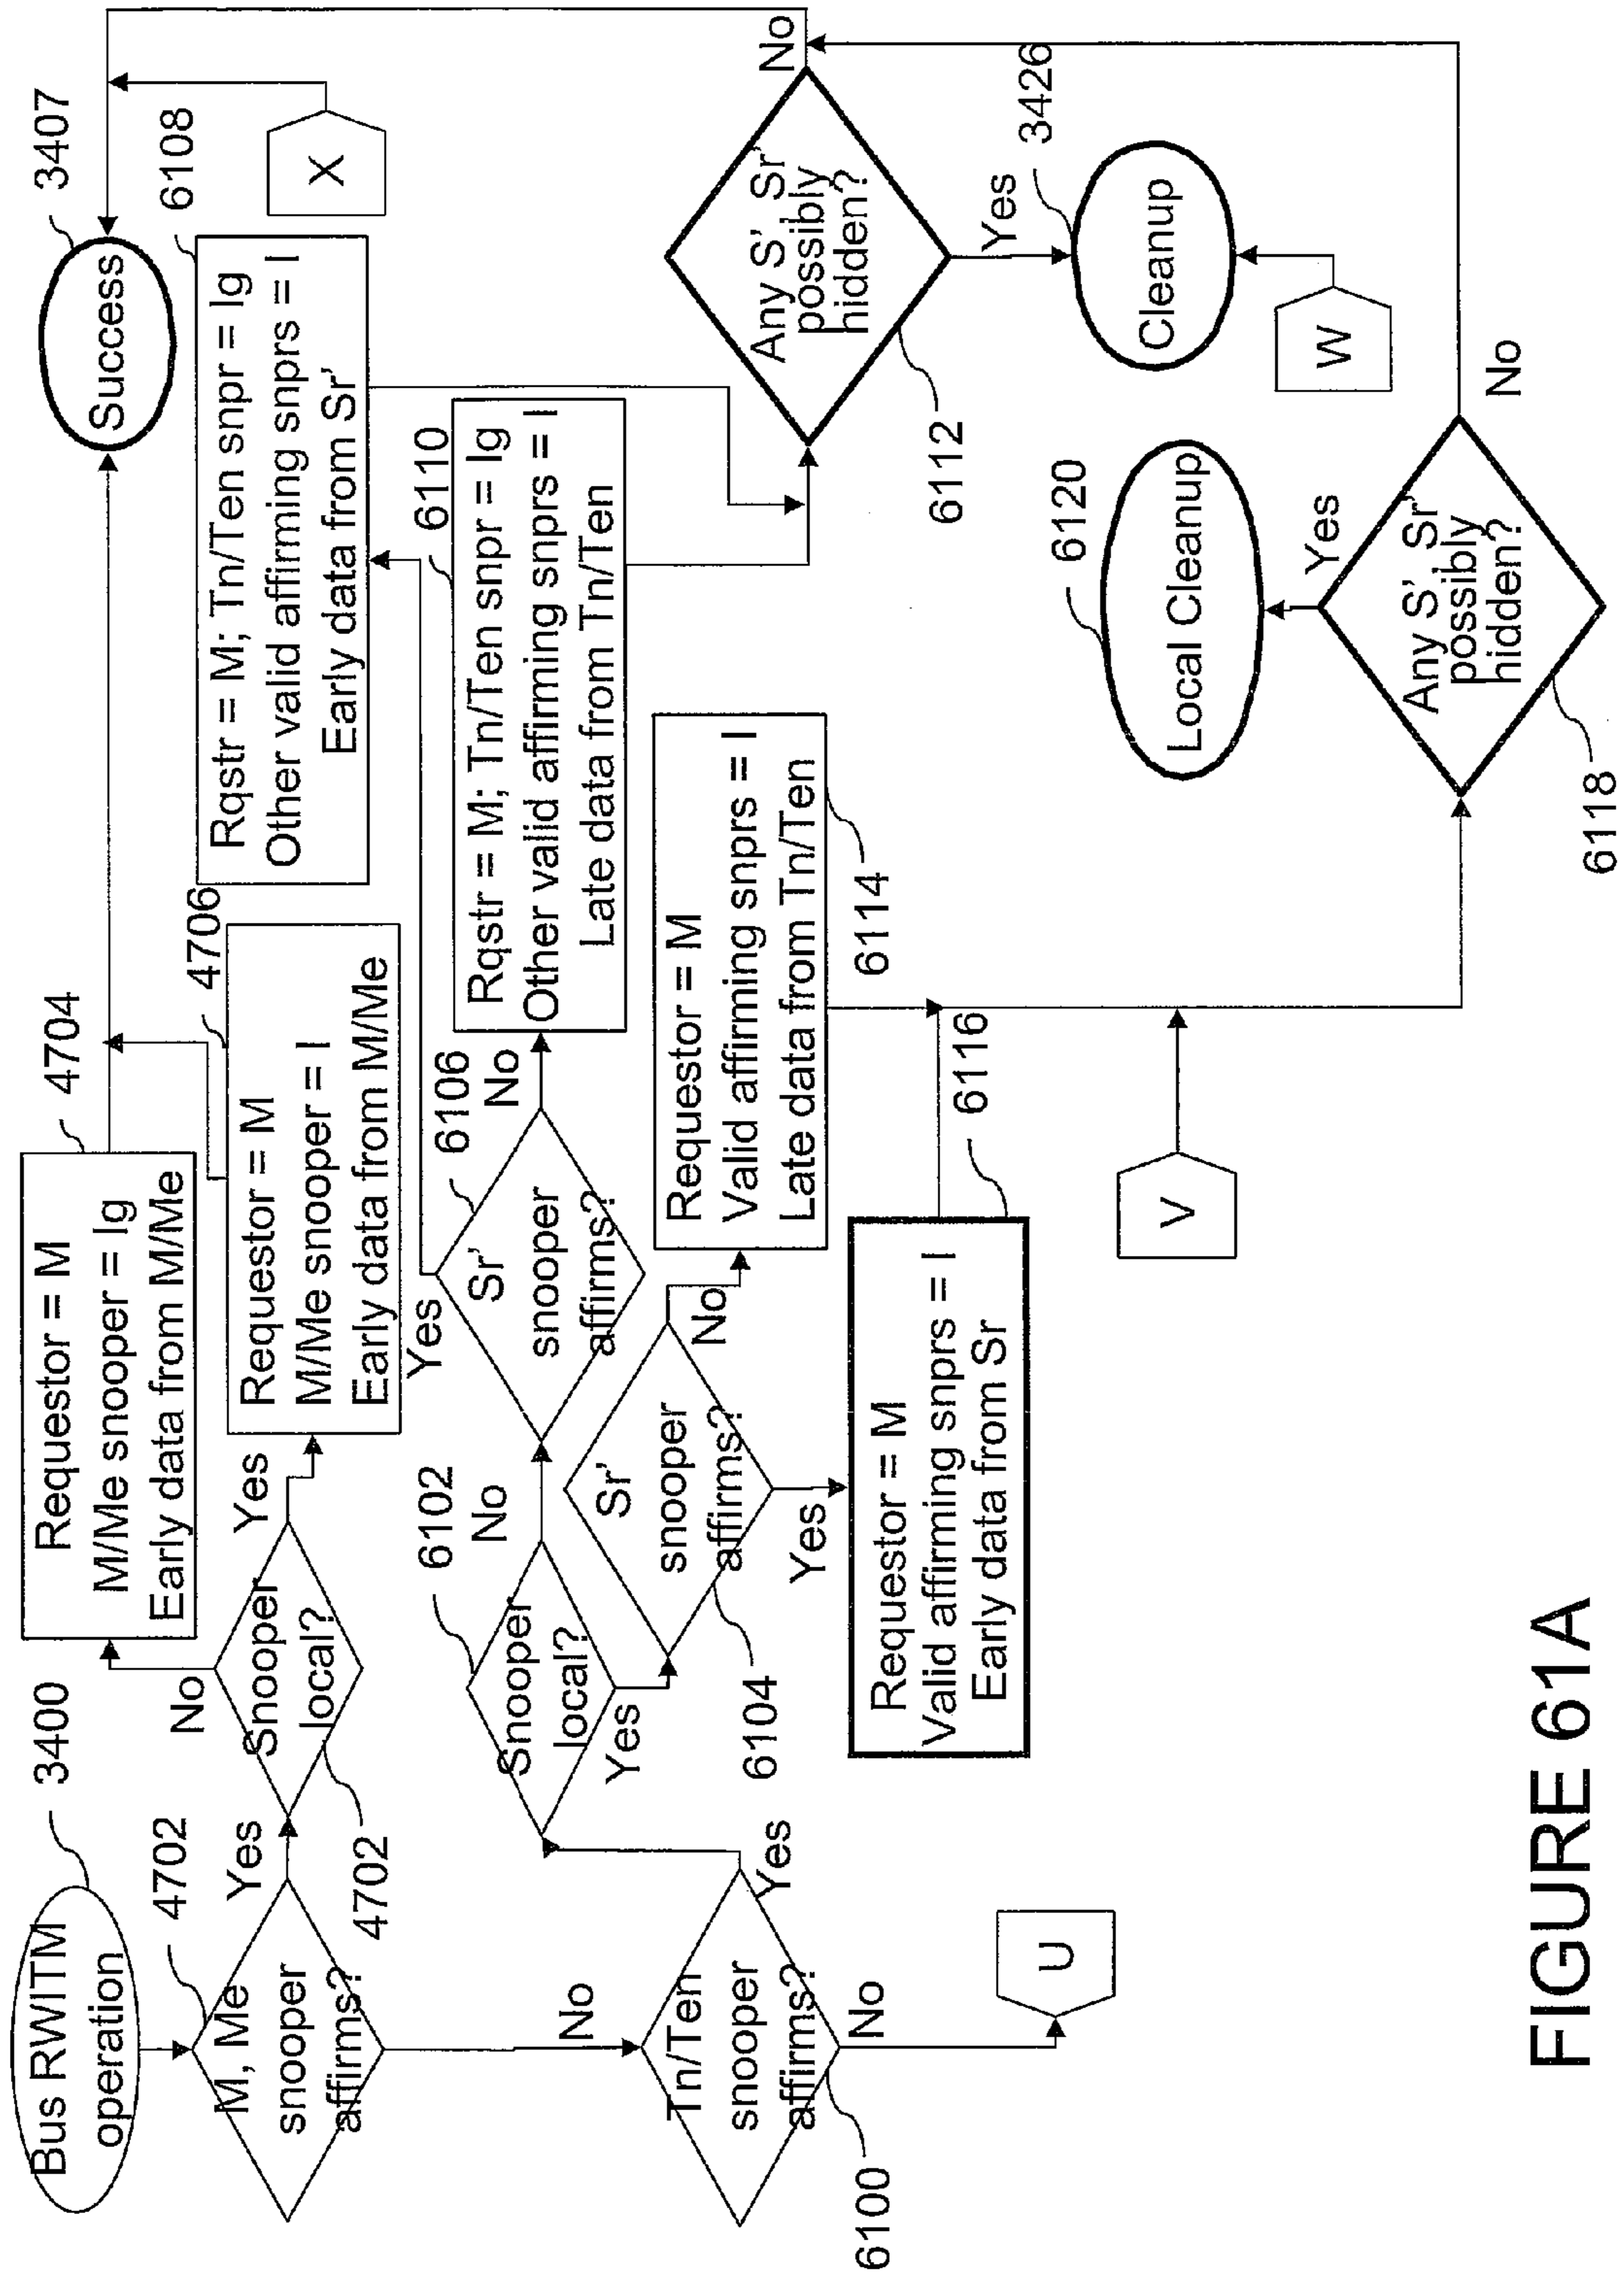 Bus RWITM
operation
3400
M, Me
snooper
affirms?
4702
Yes
No
Snooper
local?
4702
No
Yes
Requestor = M
M/Me snooper = Ig
Early data from M/Me
4704
Requestor = M
M/Me snooper = I
Early data from M/Me
4706
Success
3407
X
Tn/Ten
snooper
affirms?
6100
Yes
No
U
Snooper
local?
6102
No
Yes
Sr'
snooper
affirms?
6106
Yes
No
Sr'
snooper
affirms?
6104
No
Yes
Rqstr = M; Tn/Ten snpr = Ig
Other valid affirming snprs = I
Early data from Sr'
6108
Rqstr = M; Tn/Ten snpr = Ig
Other valid affirming snprs = I
Late data from Tn/Ten
6110
Requestor = M
Valid affirming snprs = I
Late data from Tn/Ten
6114
Requestor = M
Valid affirming snprs = I
Early data from Sr
6116
V
Any S' Sr'
possibly
hidden?
6112
No
Yes
Cleanup
3426
W
Any S', Sr'
possibly
hidden?
6118
Yes
No
Local Cleanup
6120
FIGURE 61A